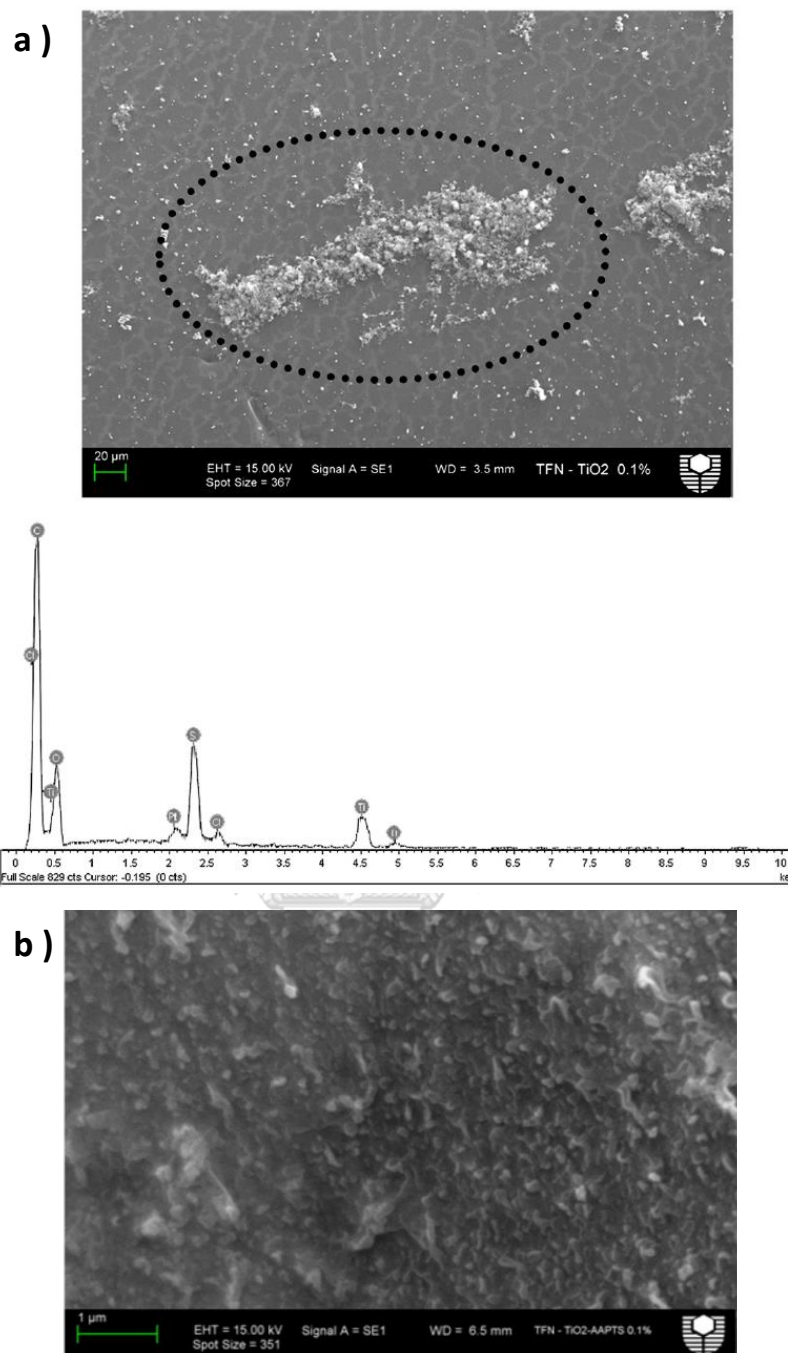 a )
20 µm
EHT = 15.00 kV Signal A = SE1 WD = 3.5 mm TFN - TiO2 0.1%
Spot Size = 367
C
Cl
O
Ti
S
Pt
Cl
Ti
Ti
0 0.5 1 1.5 2 2.5 3 3.5 4 4.5 5 5.5 6 6.5 7 7.5 8 8.5 9 9.5 10
Full Scale 829 cts Cursor: -0.195 (0 cts) ke
b )
1 µm
EHT = 15.00 kV Signal A = SE1 WD = 6.5 mm TFN - TiO2-AAPTS 0.1%
Spot Size = 351